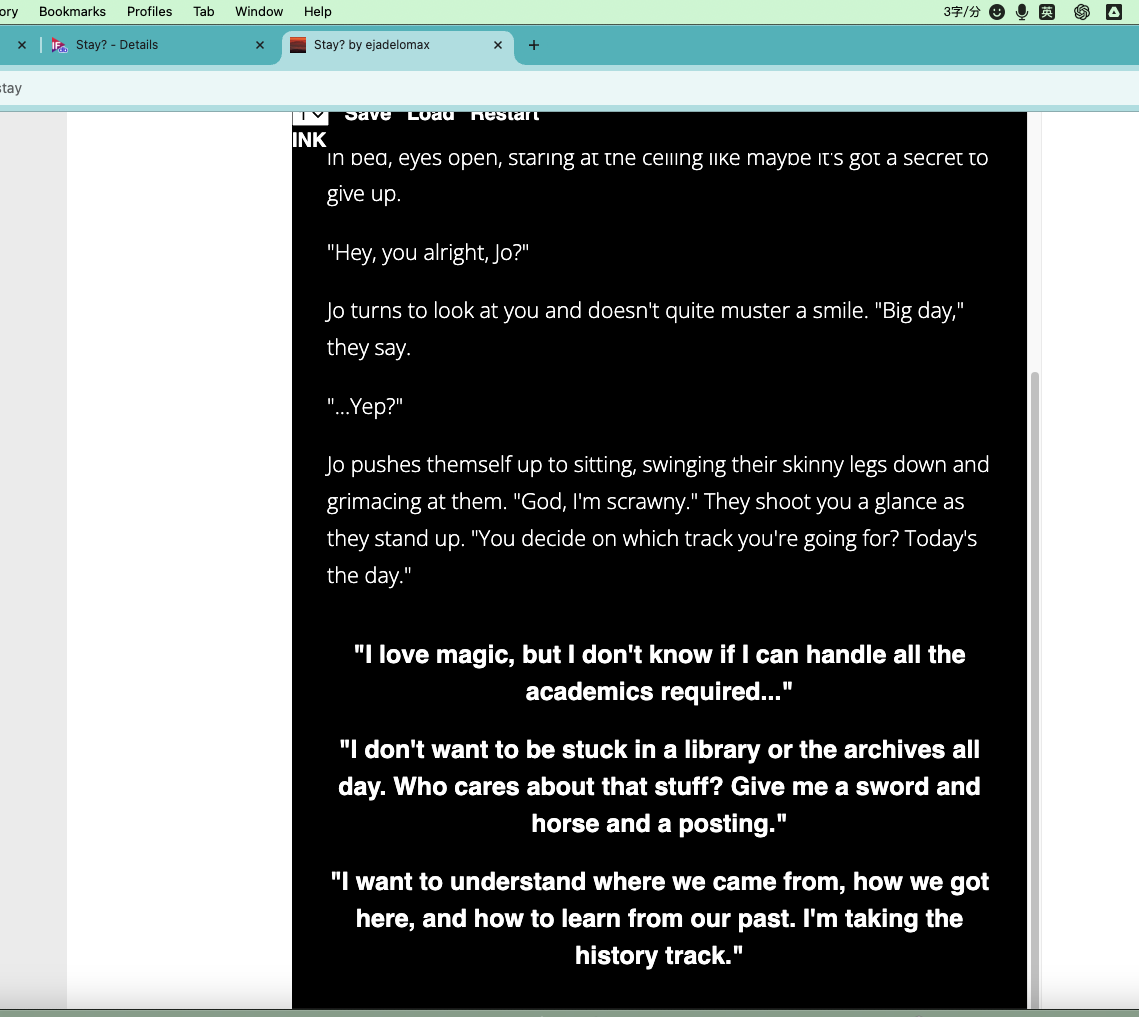 ory Bookmarks Profiles Tab Window Help 3字/分 英
Stay? - Details Stay? by ejadelomax
stay
Save Load Restart
INK
in bed, eyes open, staring at the ceiling like maybe it's got a secret to
give up.
"Hey, you alright, Jo?"
Jo turns to look at you and doesn't quite muster a smile. "Big day,"
they say.
"...Yep?"
Jo pushes themself up to sitting, swinging their skinny legs down and
grimacing at them. "God, I'm scrawny." They shoot you a glance as
they stand up. "You decide on which track you're going for? Today's
the day."
"I love magic, but I don't know if I can handle all the
academics required..."
"I don't want to be stuck in a library or the archives all
day. Who cares about that stuff? Give me a sword and
horse and a posting."
"I want to understand where we came from, how we got
here, and how to learn from our past. I'm taking the
history track."